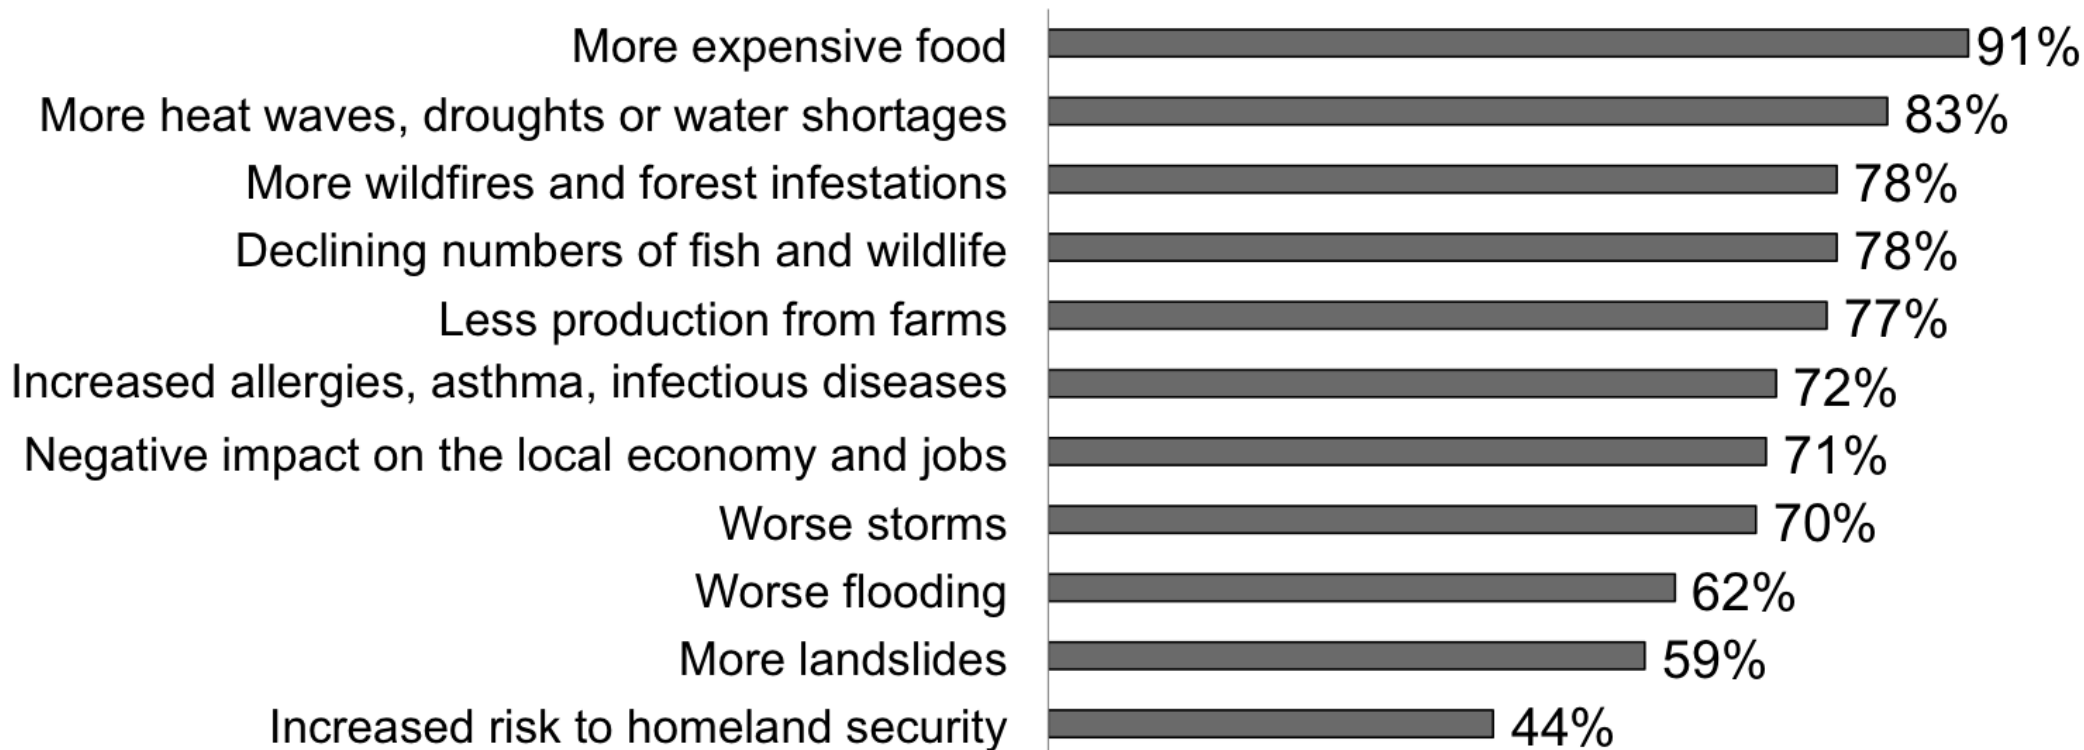 More expensive food 91%
More heat waves, droughts or water shortages 83%
More wildfires and forest infestations 78%
Declining numbers of fish and wildlife 78%
Less production from farms 77%
Increased allergies, asthma, infectious diseases 72%
Negative impact on the local economy and jobs 71%
Worse storms 70%
Worse flooding 62%
More landslides 59%
Increased risk to homeland security 44%